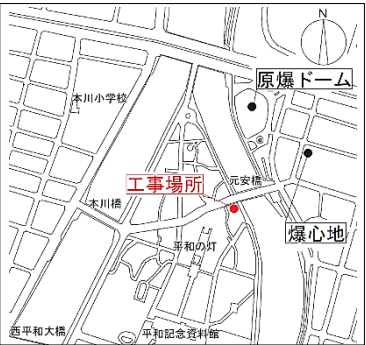 N
原爆ドーム
本川小学校
工事場所
元安橋
本川橋
爆心地
平和の灯
西平和大橋
平和記念資料館